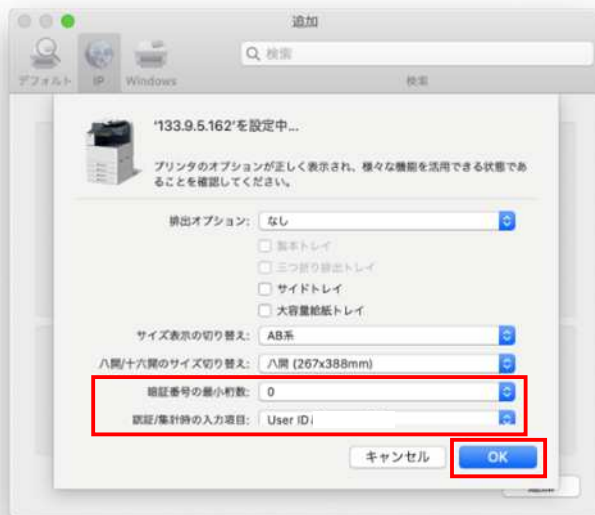 追加
検索
デフォルト IP Windows 検索
'133.9.5.162'を設定中...
プリンタのオプションが正しく表示され、様々な機能を活用できる状態であ
ることを確認してください。
排出オプション: なし
製本トレイ
三つ折り排出トレイ
サイドトレイ
大容量給紙トレイ
サイズ表示の切り替え: AB系
八開/十六開のサイズ切り替え: 八開 (267x388mm)
暗証番号の最小桁数: 0
認証/集計時の入力項目: User ID
キャンセル OK
追加